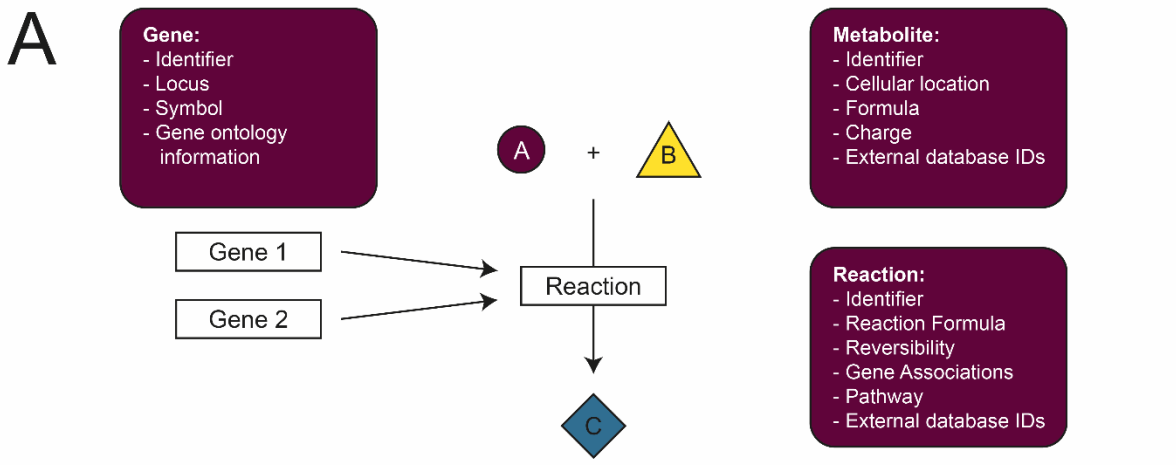 A
Gene:
- Identifier
- Locus
- Symbol
- Gene ontology
information
Metabolite:
- Identifier
- Cellular location
- Formula
- Charge
- External database IDs
A + B
Gene 1
Gene 2
Reaction
C
Reaction:
- Identifier
- Reaction Formula
- Reversibility
- Gene Associations
- Pathway
- External database IDs